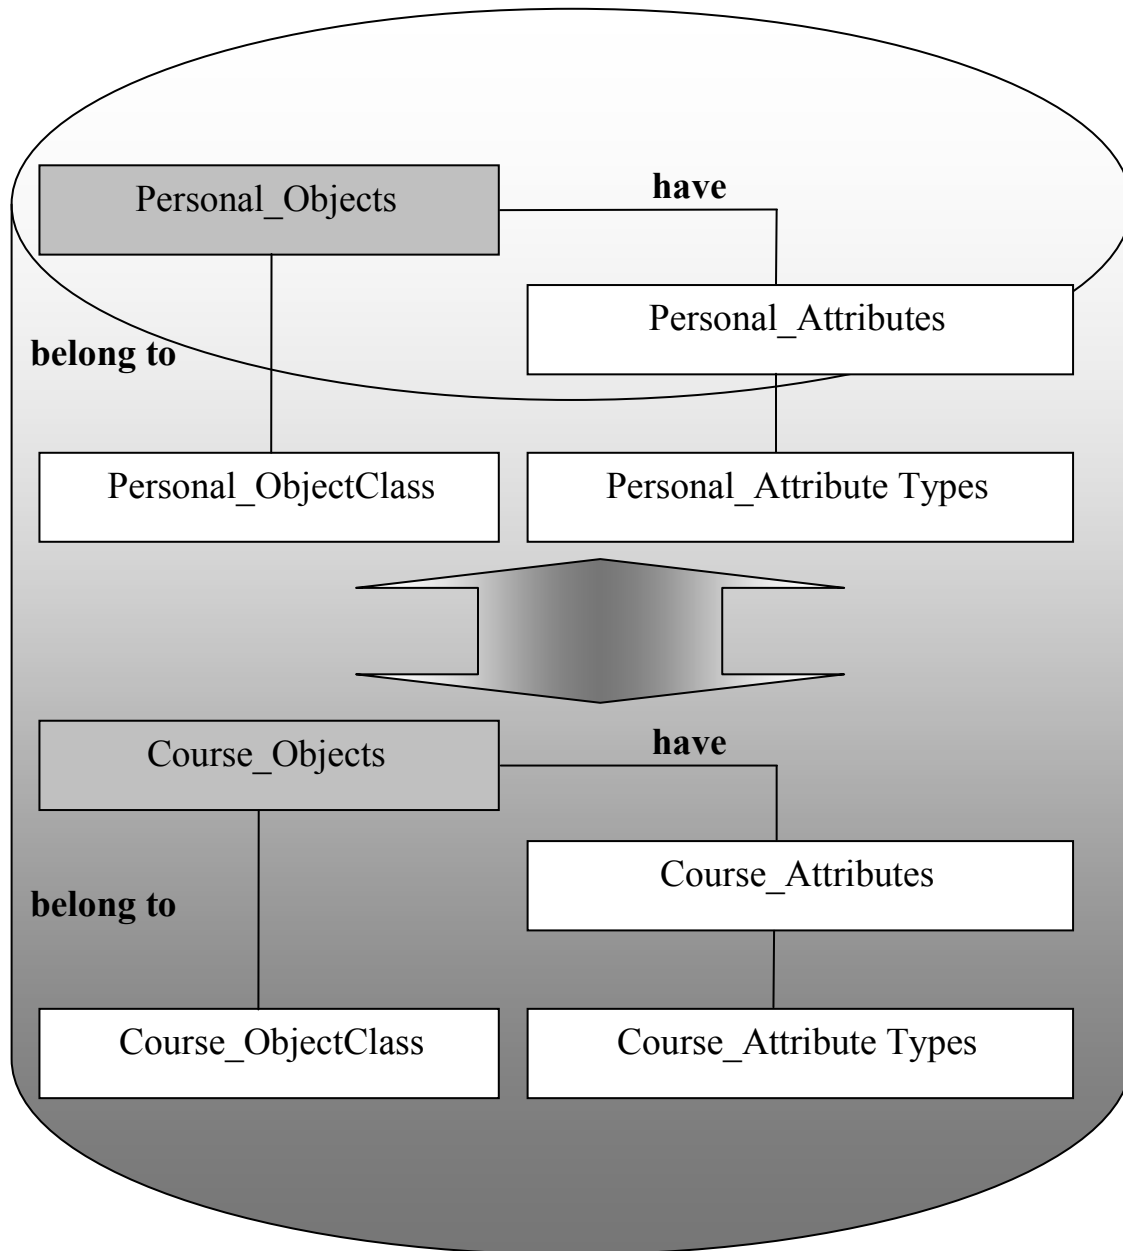 Personal_Objects
have
Personal_Attributes
belong to
Personal_ObjectClass
Personal_Attribute Types
Course_Objects
have
Course_Attributes
belong to
Course_ObjectClass
Course_Attribute Types